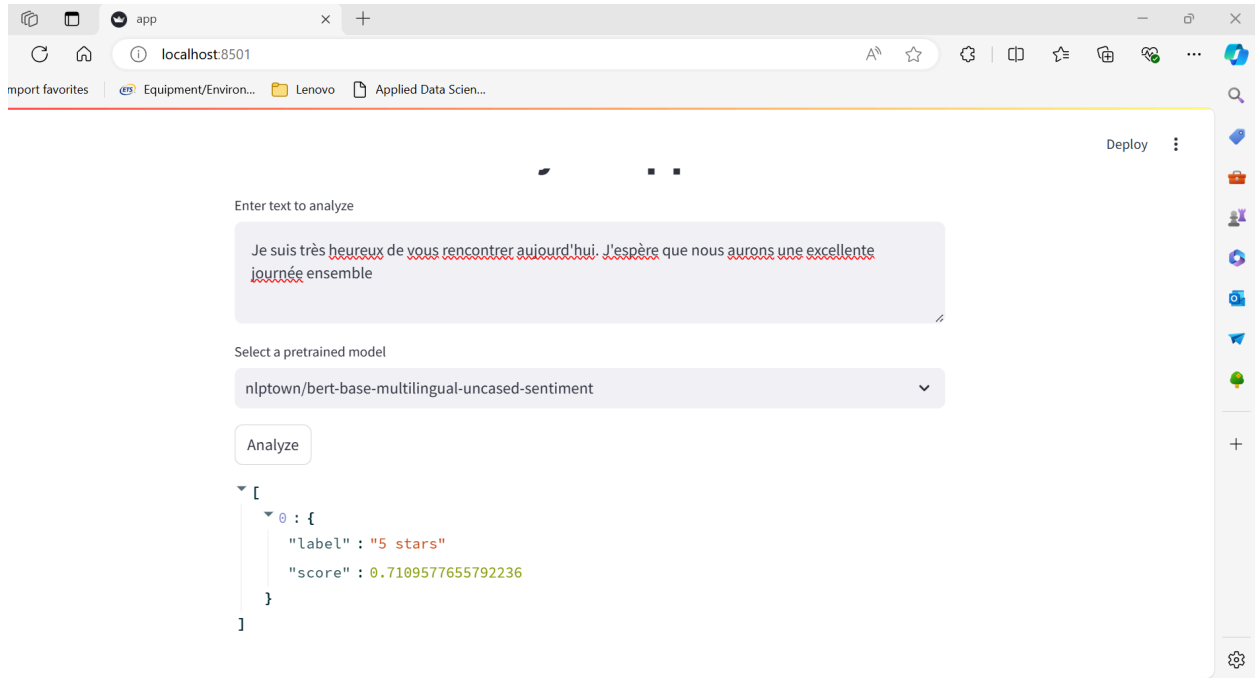 app
localhost:8501
mport favorites
ETS Equipment/Environ...
Lenovo
Applied Data Scien...
Deploy
Enter text to analyze
Je suis très heureux de vous rencontrer aujourd'hui. J'espère que nous aurons une excellente
journée ensemble
Select a pretrained model
nlptown/bert-base-multilingual-uncased-sentiment
Analyze
[
0 : {
"label" : "5 stars"
"score" : 0.7109577655792236
}
]